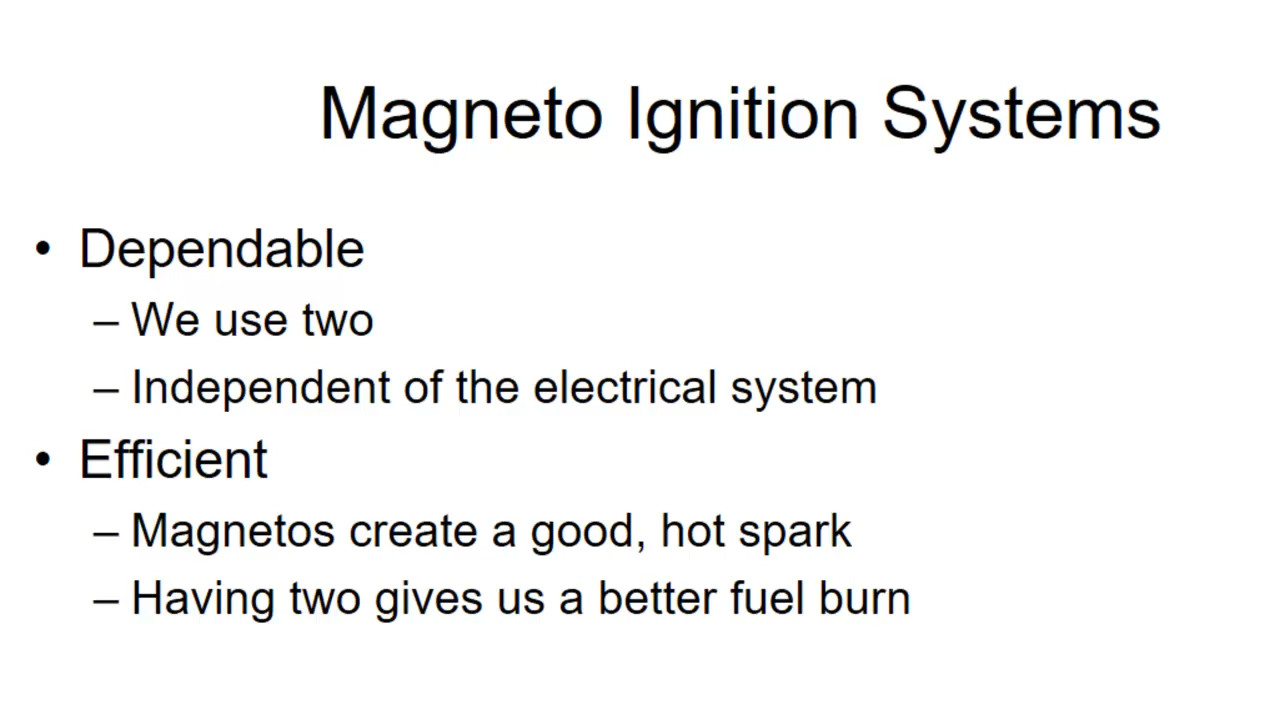 Magneto Ignition Systems
• Dependable
– We use two
– Independent of the electrical system
• Efficient
– Magnetos create a good, hot spark
– Having two gives us a better fuel burn